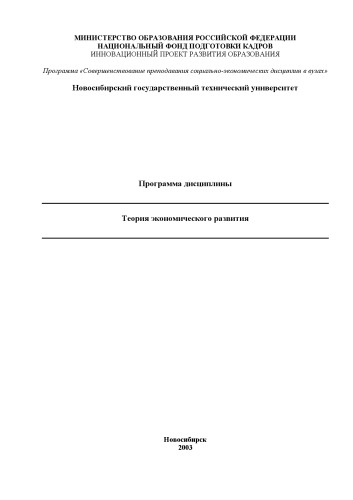 МИНИСТЕРСТВО ОБРАЗОВАНИЯ РОССИЙСКОЙ ФЕДЕРАЦИИ
НАЦИОНАЛЬНЫЙ ФОНД ПОДГОТОВКИ КАДРОВ
ИННОВАЦИОННЫЙ ПРОЕКТ РАЗВИТИЯ ОБРАЗОВАНИЯ
Программа «Совершенствование преподавания социально-экономических дисциплин в вузах»
Новосибирский государственный технический университет
Программа дисциплины
Теория экономического развития
Новосибирск
2003